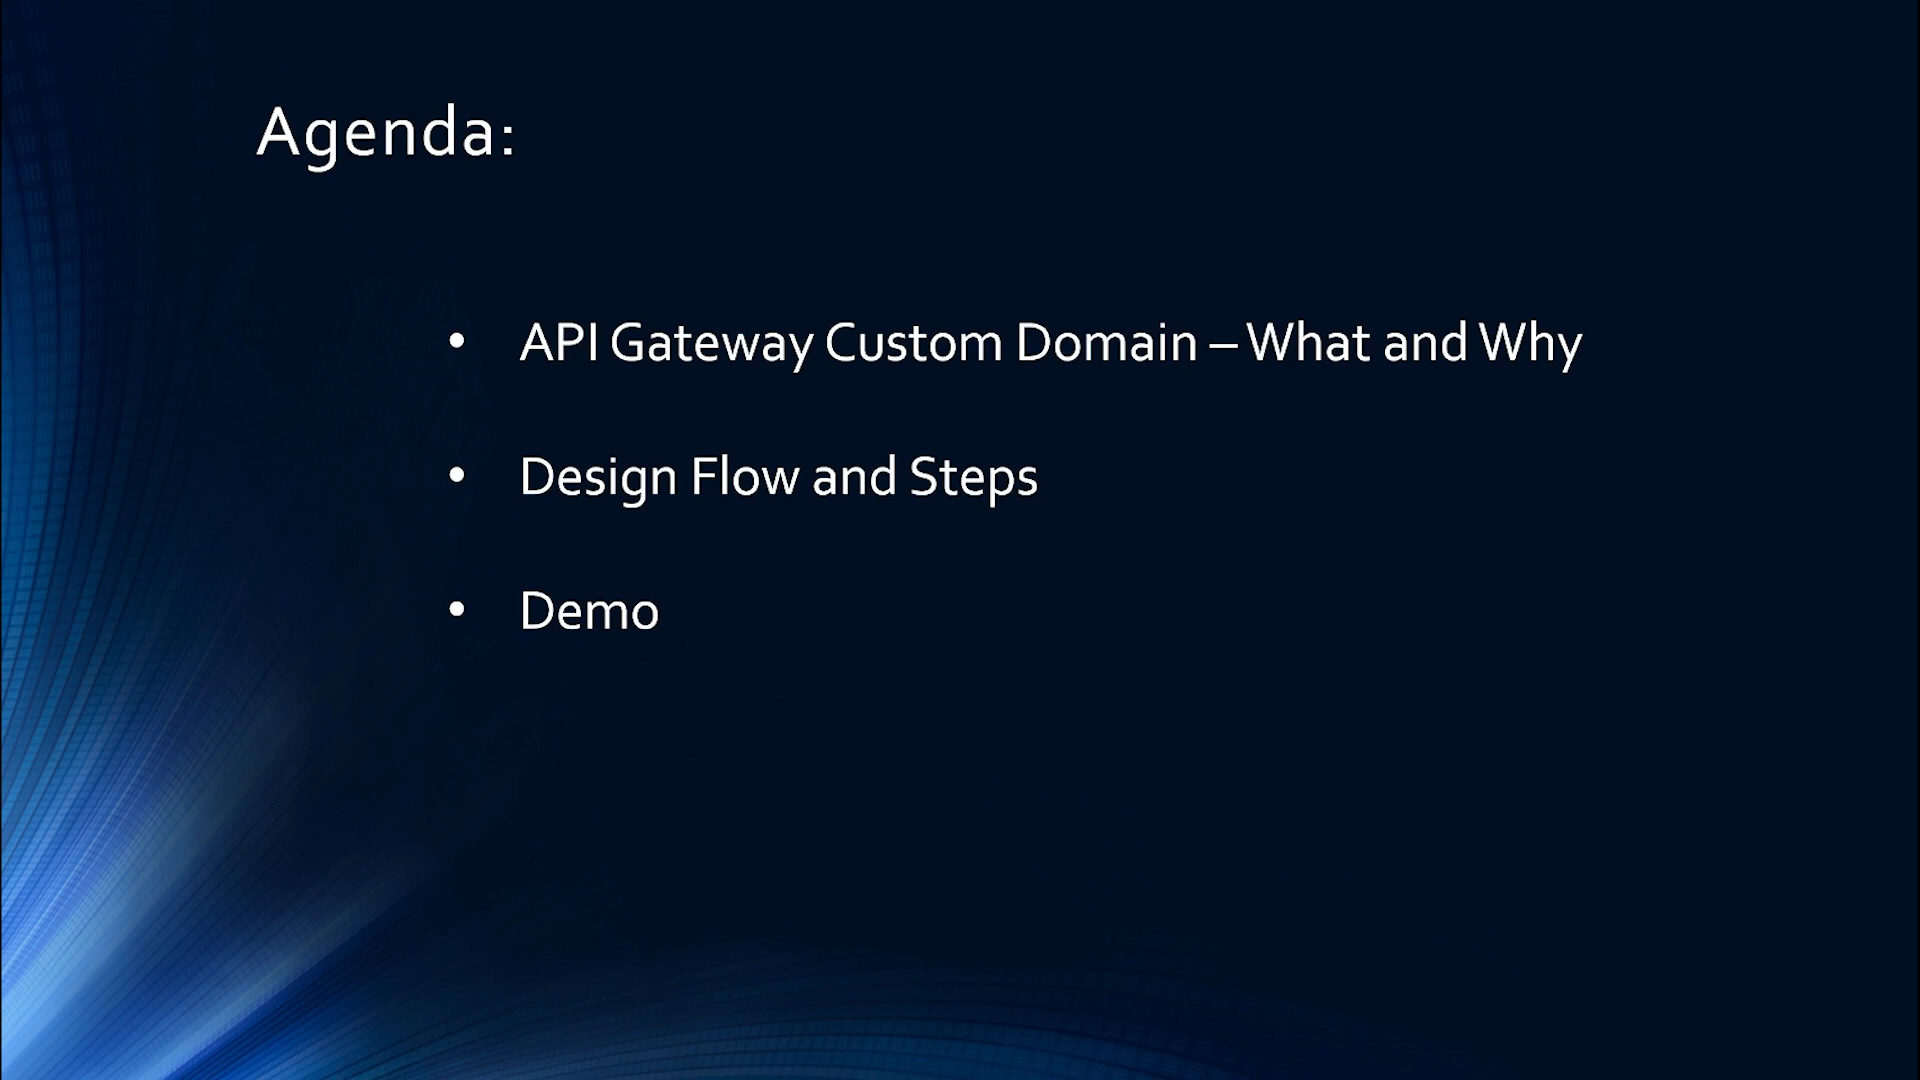 Agenda:
• API Gateway Custom Domain – What and Why
• Design Flow and Steps
• Demo